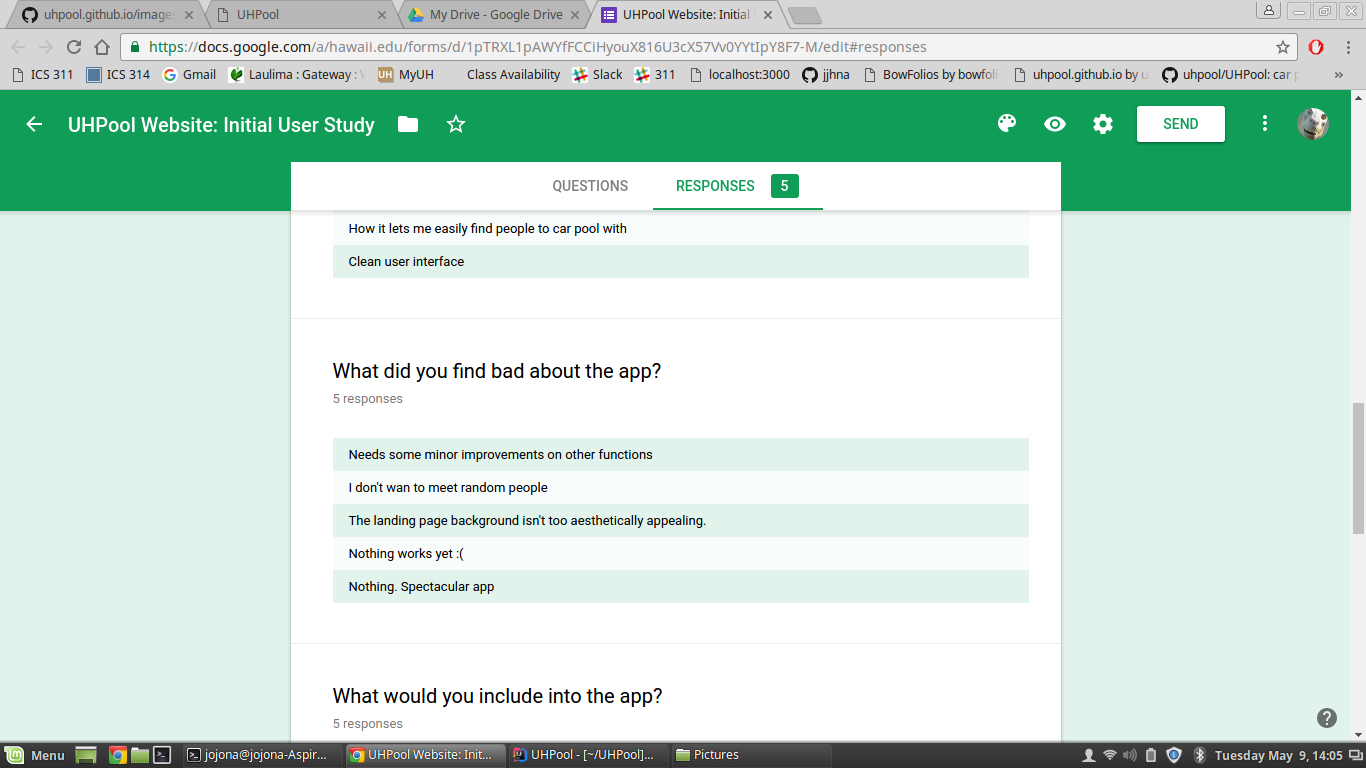 uhpool.github.io/images
UHPool
My Drive - Google Drive
UHPool Website: Initial
https://docs.google.com/a/hawaii.edu/forms/d/1pTRXL1pAWYfFCCiHyouX816U3cX57Vv0YYtIpY8F7-M/edit#responses
ICS 311
ICS 314
Gmail
Laulima : Gateway :
UH MyUH
Class Availability
Slack
311
localhost:3000
jjhna
BowFolios by bowfoli
uhpool.github.io by u
uhpool/UHPool: car p
»
UHPool Website: Initial User Study
SEND
QUESTIONS
RESPONSES 5
How it lets me easily find people to car pool with
Clean user interface
What did you find bad about the app?
5 responses
Needs some minor improvements on other functions
I don't wan to meet random people
The landing page background isn't too aesthetically appealing.
Nothing works yet :(
Nothing. Spectacular app
What would you include into the app?
5 responses
Menu
jojona@jojona-Aspir...
UHPool Website: Init...
UHPool - [~/UHPool]...
Pictures
Tuesday May 9, 14:05